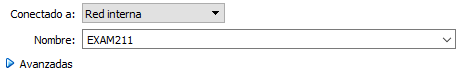 Conectado a: Red interna
Nombre: EXAM211
Avanzadas